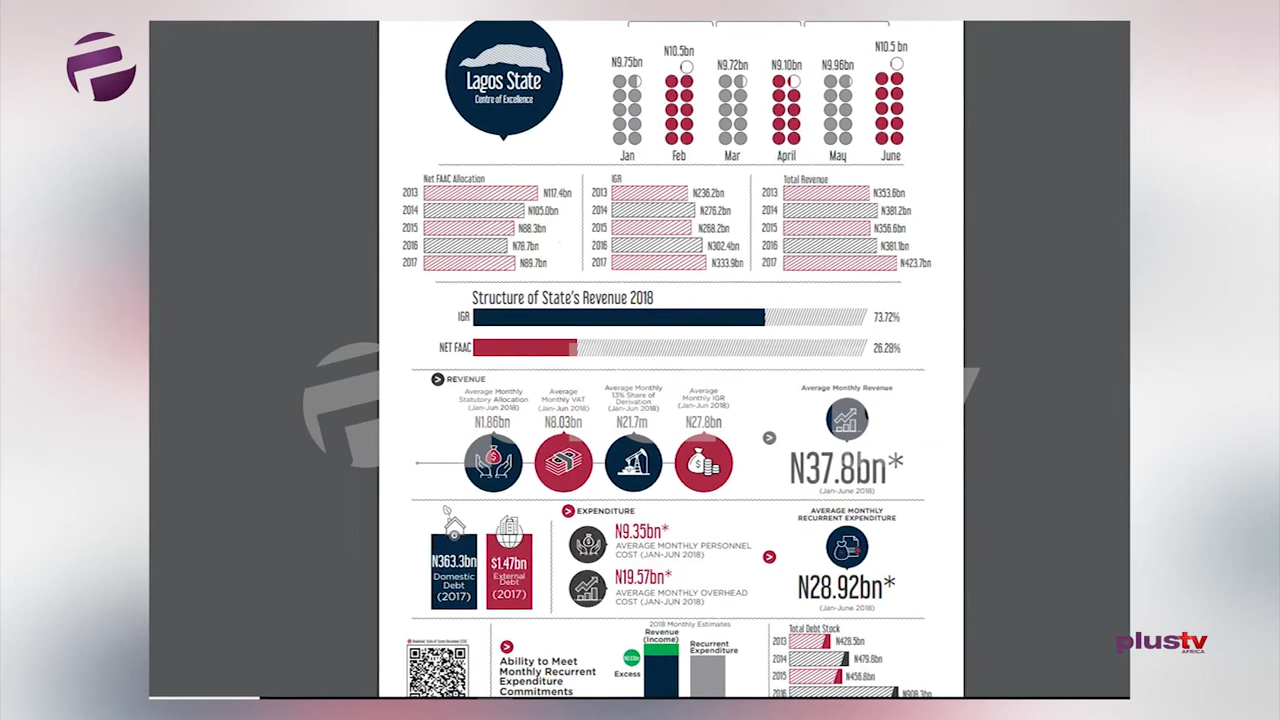 Lagos State
Centre of Excellence
N9.75bn
N10.5bn
N9.72bn
N9.10bn
N9.96bn
N10.5 bn
Jan
Feb
Mar
April
May
June
Net FAAC Allocation
2013 N117.4bn
2014 N105.0bn
2015 N88.3bn
2016 N78.7bn
2017 N89.7bn
IGR
2013 N236.2bn
2014 N276.2bn
2015 N268.2bn
2016 N302.4bn
2017 N333.9bn
Total Revenue
2013 N353.6bn
2014 N381.2bn
2015 N356.6bn
2016 N381.1bn
2017 N423.7bn
Structure of State's Revenue 2018
IGR 73.72%
NET FAAC 26.28%
REVENUE
Average Monthly
Statutory Allocation
(Jan-Jun 2018)
N1.86bn
Average
Monthly VAT
(Jan-Jun 2018)
N8.03bn
Average Monthly
13% Share of
Derivation
(Jan-Jun 2018)
N21.7m
Average
Monthly IGR
(Jan-Jun 2018)
N27.8bn
Average Monthly Revenue
N37.8bn*
(Jan-June 2018)
N363.3bn
Domestic
Debt
(2017)
$1.47bn
External
Debt
(2017)
EXPENDITURE
N9.35bn*
AVERAGE MONTHLY PERSONNEL
COST (JAN-JUN 2018)
N19.57bn*
AVERAGE MONTHLY OVERHEAD
COST (JAN-JUN 2018)
AVERAGE MONTHLY
RECURRENT EXPENDITURE
N28.92bn*
(Jan-June 2018)
Ability to Meet
Monthly Recurrent
Expenditure
Commitments
2018 Monthly Estimates
Revenue
(Income)
Recurrent
Expenditure
Excess
Total Debt Stock
2013 N428.5bn
2014 N479.8bn
2015 N456.8bn
2016 N908.3bn
plustv
AFRICA